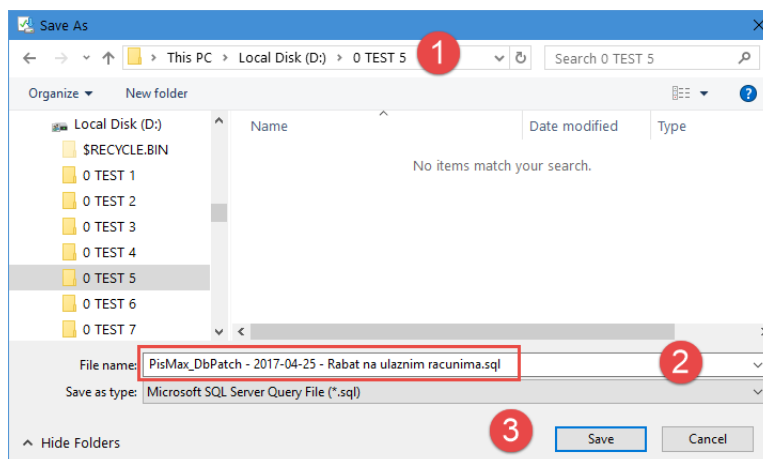 Save As
This PC > Local Disk (D:) > 0 TEST 5
1
Search 0 TEST 5
Organize
New folder
?
Local Disk (D:)
Name
Date modified
Type
$RECYCLE.BIN
No items match your search.
0 TEST 1
0 TEST 2
0 TEST 3
0 TEST 4
0 TEST 5
0 TEST 6
0 TEST 7
File name: PisMax_DbPatch - 2017-04-25 - Rabat na ulaznim racunima.sql
2
Save as type: Microsoft SQL Server Query File (*.sql)
Hide Folders
3
Save
Cancel